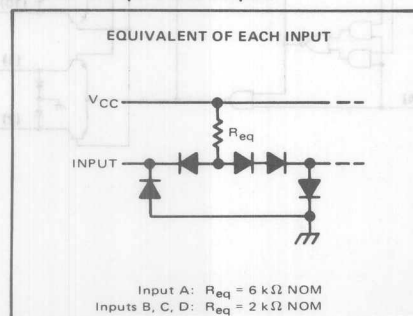 EQUIVALENT OF EACH INPUT
VCC
Req
INPUT
Input A: Req = 6 kΩ NOM
Inputs B, C, D: Req = 2 kΩ NOM